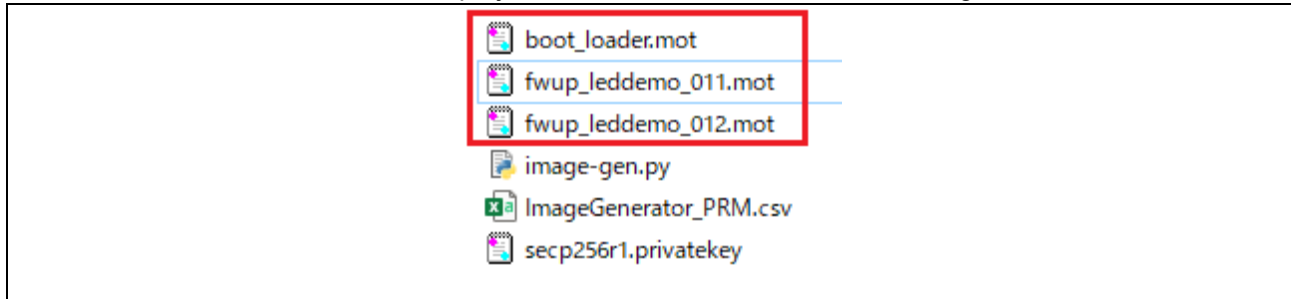 boot_loader.mot
fwup_leddemo_011.mot
fwup_leddemo_012.mot
image-gen.py
ImageGenerator_PRM.csv
secp256r1.privatekey